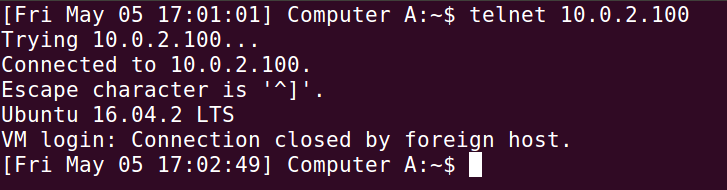 [Fri May 05 17:01:01] Computer A:~$ telnet 10.0.2.100
Trying 10.0.2.100...
Connected to 10.0.2.100.
Escape character is '^]'.
Ubuntu 16.04.2 LTS
VM login: Connection closed by foreign host.
[Fri May 05 17:02:49] Computer A:~$